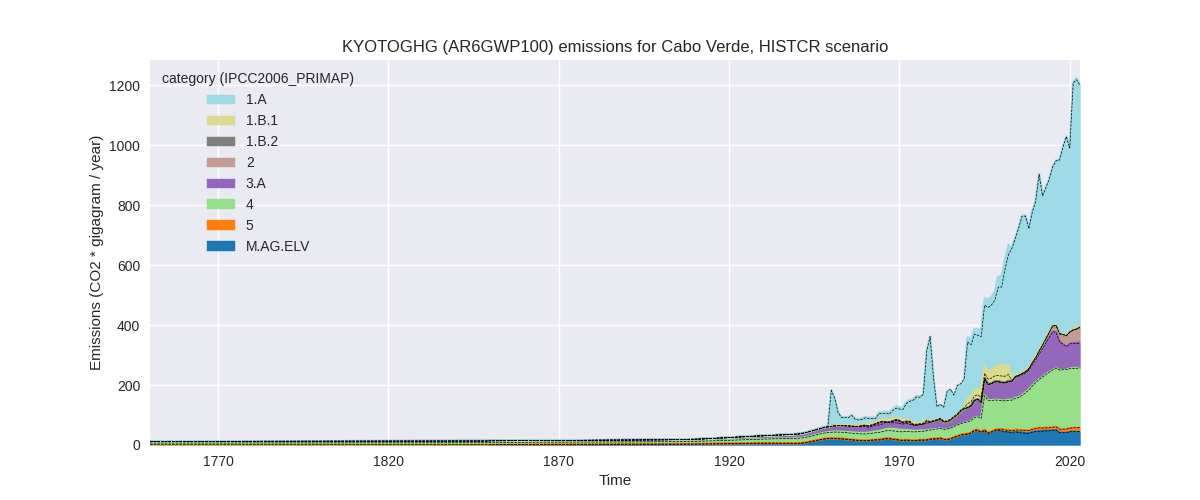 KYOTOGHG (AR6GWP100) emissions for Cabo Verde, HISTCR scenario
category (IPCC2006_PRIMAP)
1.A
1.B.1
1.B.2
2
3.A
4
5
M.AG.ELV
Emissions (CO2 * gigagram / year)
1200
1000
800
600
400
200
0
1770
1820
1870
1920
1970
2020
Time